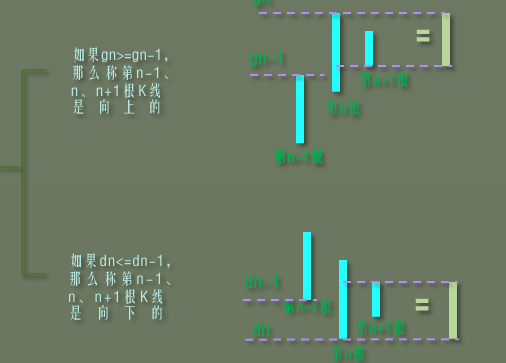 gn
如果gn>=gn-1，
那么称第n-1、
n、n+1根K线
是向上的
gn-1
=
第n+1根
第n根
第n-1根
如果dn<=dn-1，
那么称第n-1、
n、n+1根K线
是向下的
dn-1
第n-1根
=
第n+1根
dn
第n根